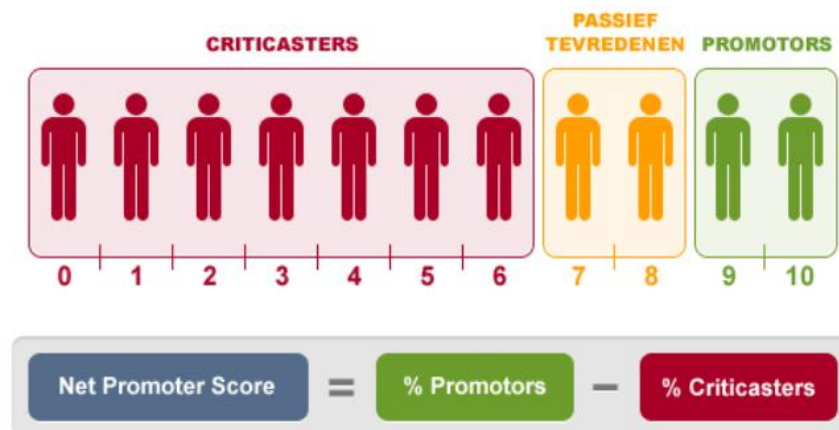 CRITICASTERS
PASSIEF
TEVREDENEN
PROMOTORS
0 1 2 3 4 5 6 7 8 9 10
Net Promoter Score = % Promotors − % Criticasters